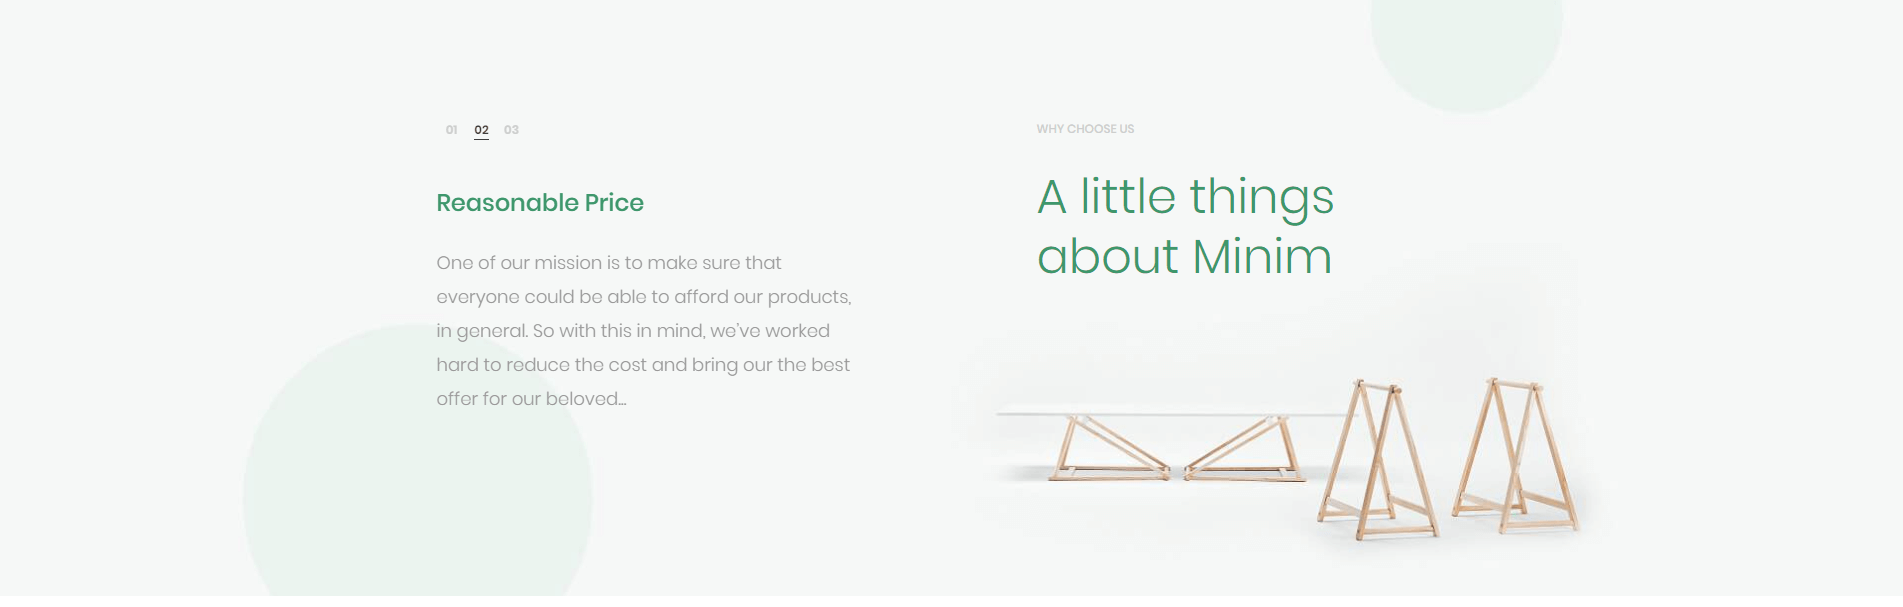 01 02 03
Reasonable Price
One of our mission is to make sure that
everyone could be able to afford our products,
in general. So with this in mind, we've worked
hard to reduce the cost and bring our the best
offer for our beloved...
WHY CHOOSE US
A little things
about Minim